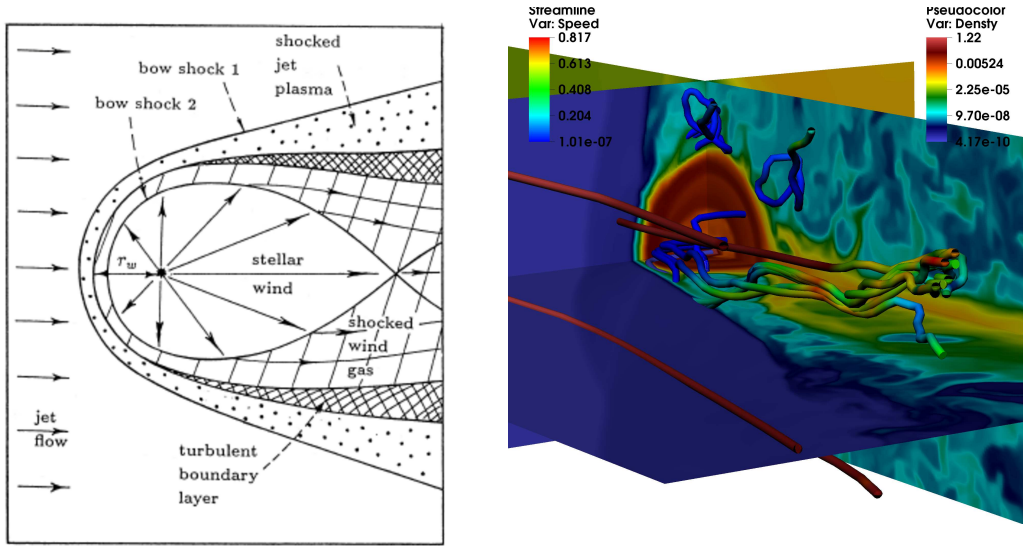 shocked
jet
plasma
bow shock 1
bow shock 2
r_w
stellar
wind
shocked
wind
gas
jet
flow
turbulent
boundary
layer
Streamline
Var: Speed
0.817
0.613
0.408
0.204
1.01e-07
Pseudocolor
Var: Densty
1.22
0.00524
2.25e-05
9.70e-08
4.17e-10